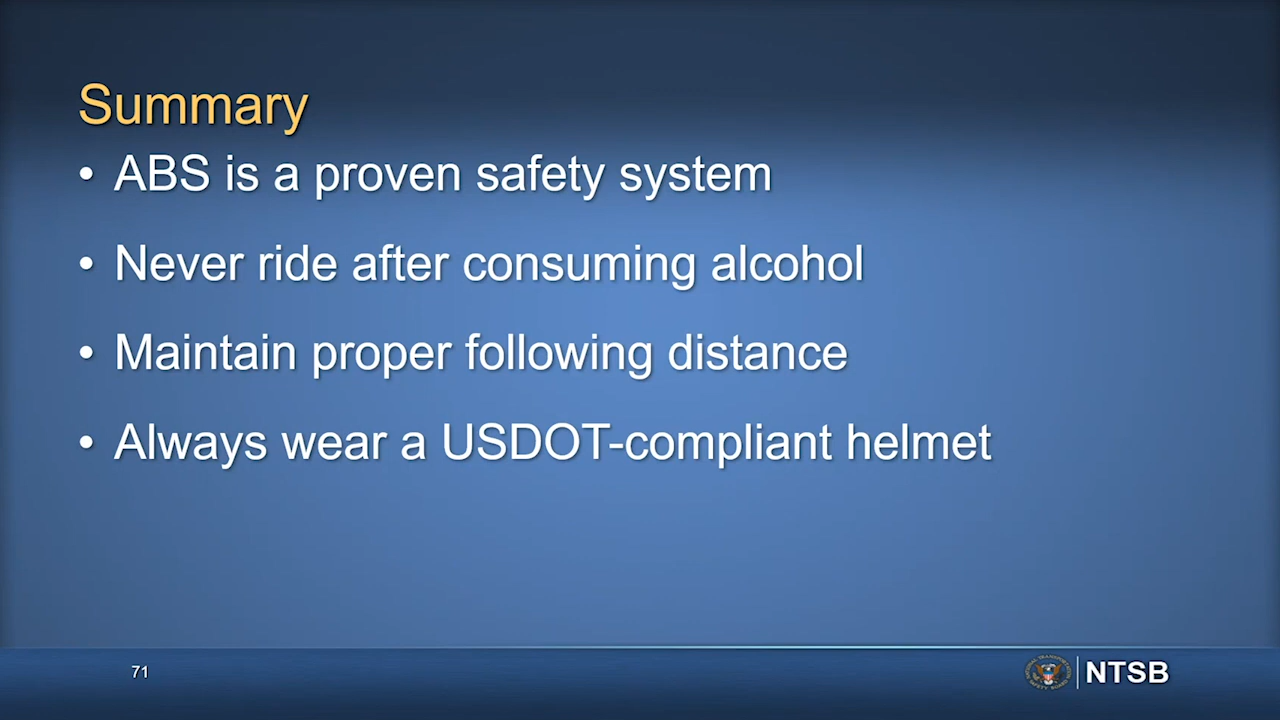 Summary
• ABS is a proven safety system
• Never ride after consuming alcohol
• Maintain proper following distance
• Always wear a USDOT-compliant helmet
71
NTSB